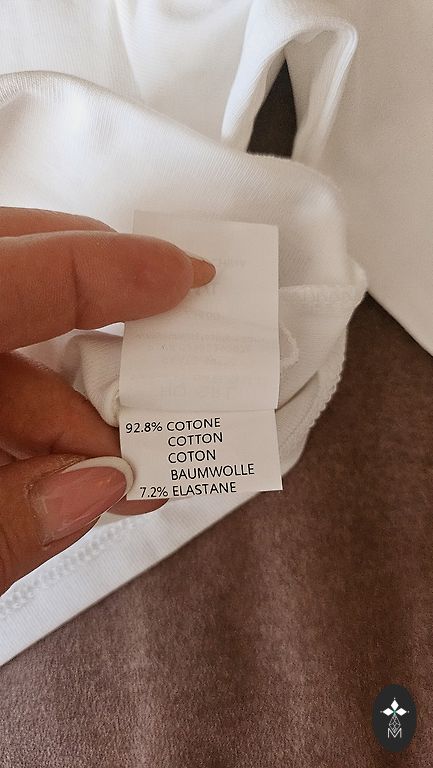 92.8% COTONE
COTTON
COTON
BAUMWOLLE
7.2% ELASTANE
M